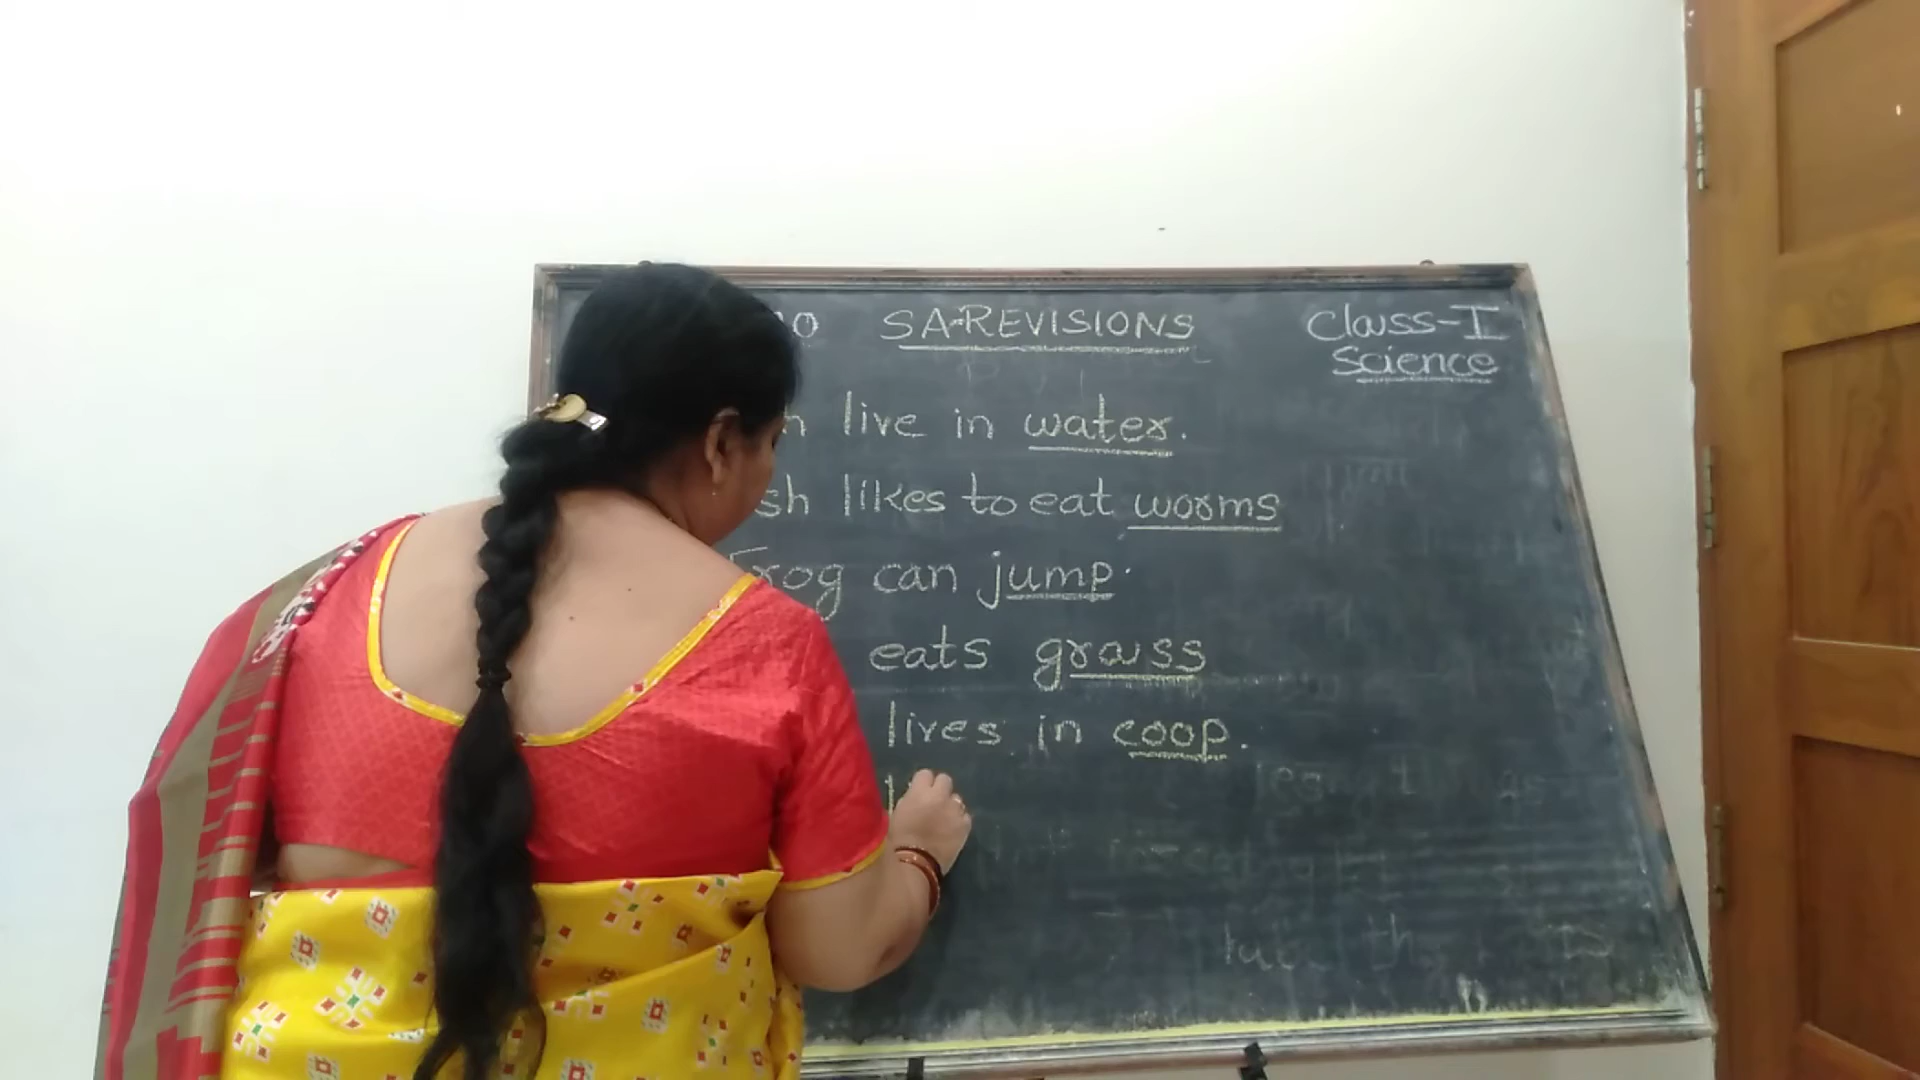 SA-REVISIONS
Class-I
Science
live in water.
likes to eat worms
Frog can jump.
eats grass
lives in coop.